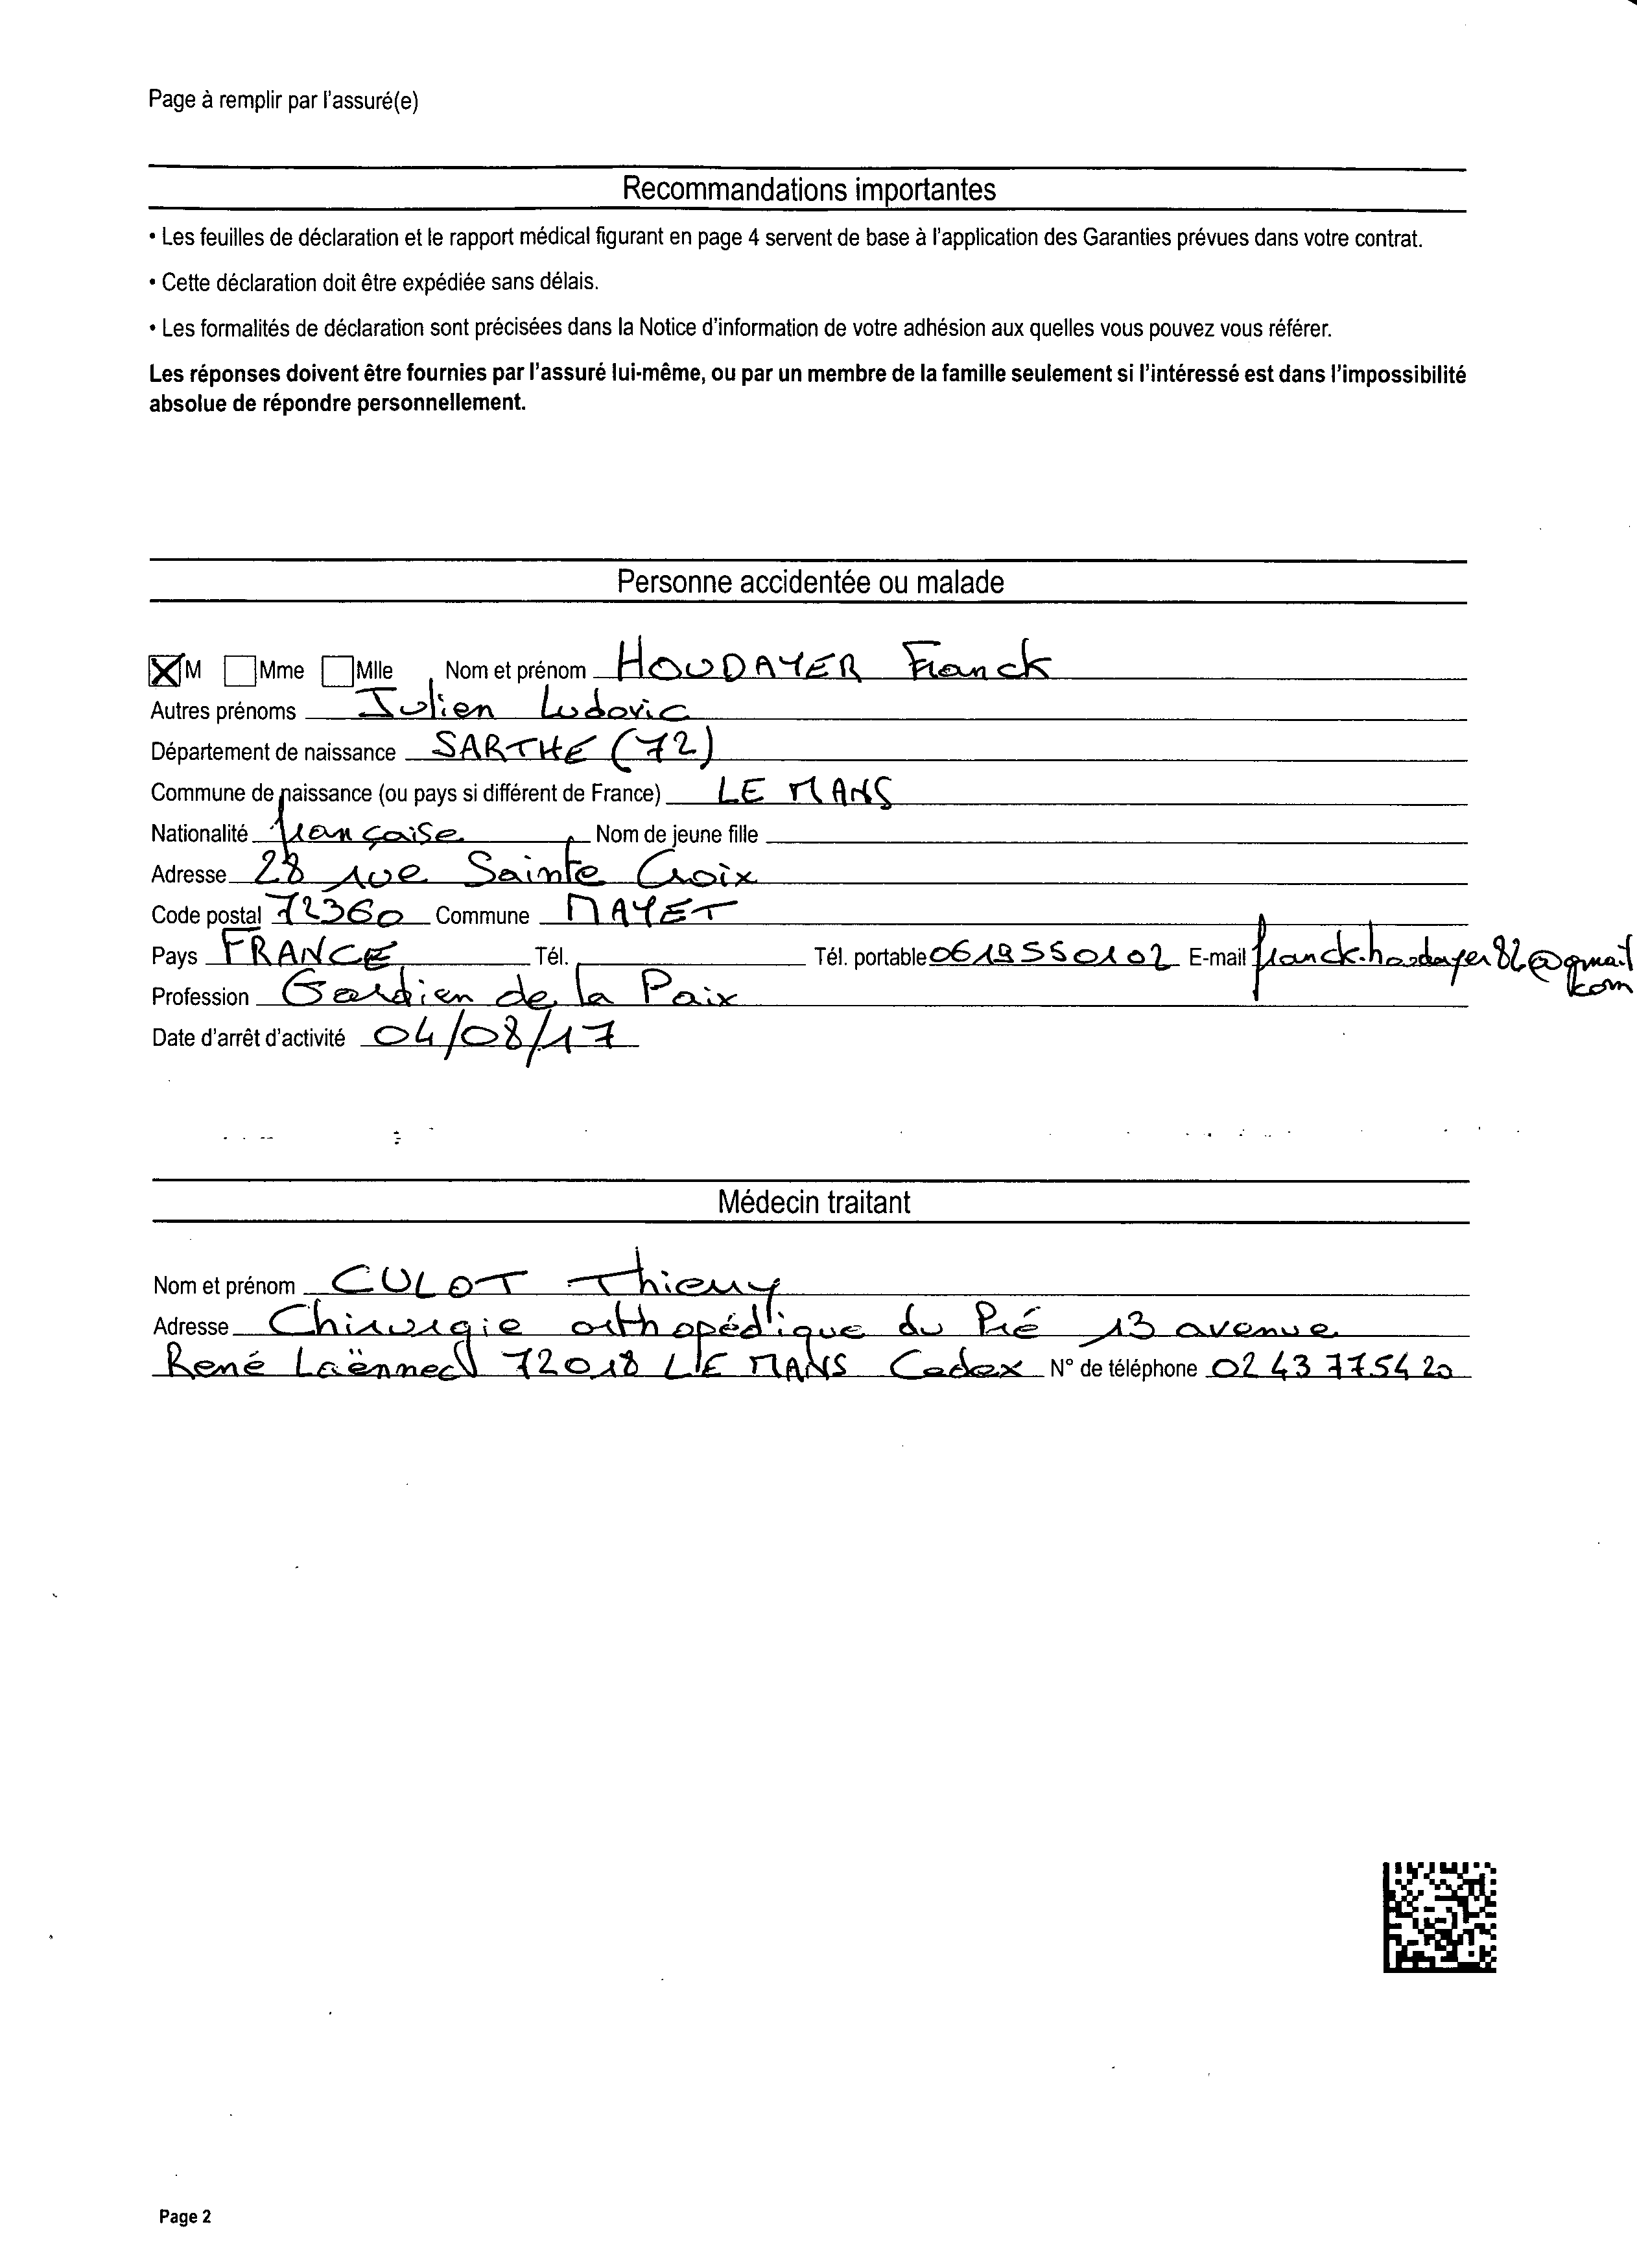 Page à remplir par l'assuré(e)
Recommandations importantes
• Les feuilles de déclaration et le rapport médical figurant en page 4 servent de base à l'application des Garanties prévues dans votre contrat.
• Cette déclaration doit être expédiée sans délais.
• Les formalités de déclaration sont précisées dans la Notice d'information de votre adhésion aux quelles vous pouvez vous référer.
Les réponses doivent être fournies par l'assuré lui-même, ou par un membre de la famille seulement si l'intéressé est dans l'impossibilité
absolue de répondre personnellement.
Personne accidentée ou malade
M Mme Mlle Nom et prénom HOUDAYER Franck
Autres prénoms Julien Ludovic
Département de naissance SARTHE (72)
Commune de naissance (ou pays si différent de France) LE MANS
Nationalité française Nom de jeune fille
Adresse 28 rue Sainte Croix
Code postal 72360 Commune MAYET
Pays FRANCE Tél. Tél. portable 0619550102 E-mail franck.houdayer82@gmail
.com
Profession Gardien de la Paix
Date d'arrêt d'activité 04/08/17
Médecin traitant
Nom et prénom CULOT Thierry
Adresse Chirurgie orthopédique du Pré 13 avenue
René Laënnec 72018 LE MANS Cedex N° de téléphone 02 43 77 54 20
Page 2